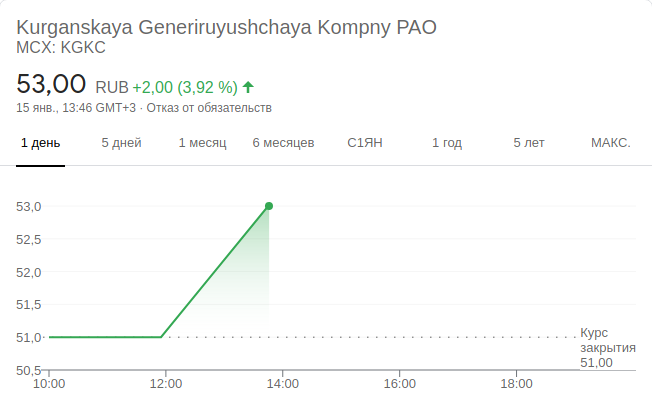 Kurganskaya Generiruyushchaya Kompny PAO
MCX: KGKC
53,00 RUB +2,00 (3,92 %)
15 янв., 13:46 GMT+3 · Отказ от обязательств
1 день 5 дней 1 месяц 6 месяцев С1ЯН 1 год 5 лет МАКС.
53,0
52,5
52,0
51,5
51,0
Курс
закрытия
51,00
50,5
10:00 12:00 14:00 16:00 18:00